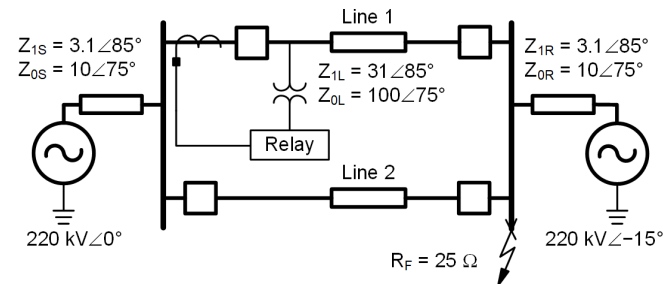 Line 1
Z1S = 3.1∠85°
Z0S = 10∠75°
Z1L = 31∠85°
Z0L = 100∠75°
Z1R = 3.1∠85°
Z0R = 10∠75°
Relay
Line 2
220 kV∠0°
220 kV∠−15°
RF = 25 Ω